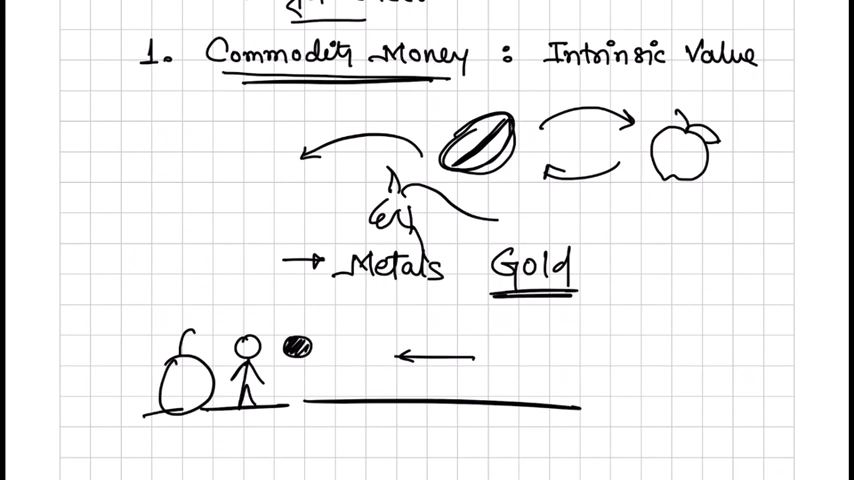 1. Commodity Money : Intrinsic Value
→ Metals Gold